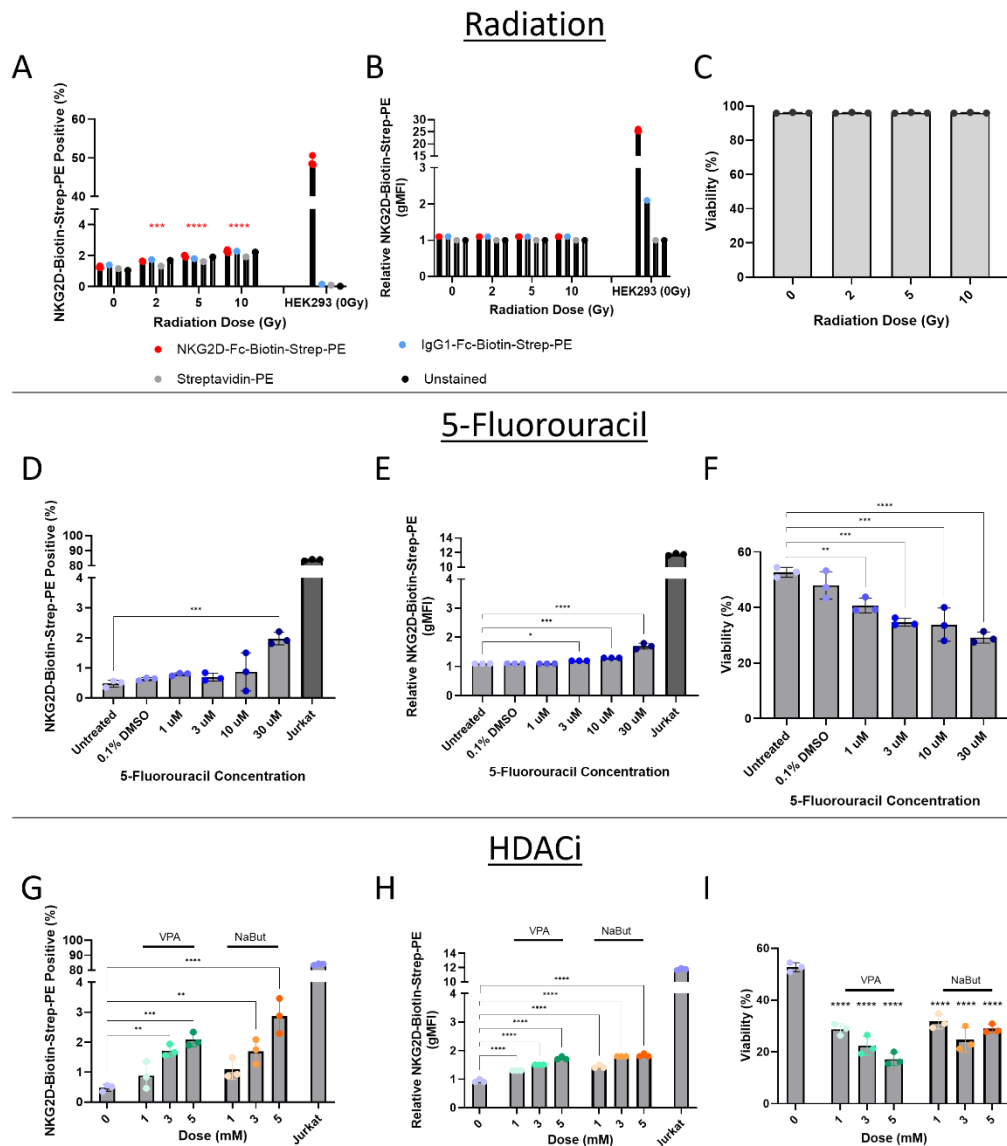 Radiation
A
B
C
NKG2D-Biotin-Strep-PE Positive (%)
60
50
40
4
2
0
*** **** ****
0 2 5 10 HEK293 (0Gy)
Radiation Dose (Gy)
Relative NKG2D-Biotin-Strep-PE
(gMFI)
30
25
20
15
2
1
0
0 2 5 10 HEK293 (0Gy)
Radiation Dose (Gy)
Viability (%)
100
80
60
40
20
0
0 2 5 10
Radiation Dose (Gy)
NKG2D-Fc-Biotin-Strep-PE
IgG1-Fc-Biotin-Strep-PE
Streptavidin-PE
Unstained
5-Fluorouracil
D
E
F
NKG2D-Biotin-Strep-PE Positive (%)
100
90
80
4
3
2
1
0
***
Untreated 0.1% DMSO 1 uM 3 uM 10 uM 30 uM Jurkat
5-Fluorouracil Concentration
Relative NKG2D-Biotin-Strep-PE
(gMFI)
14
12
10
4
3
2
1
0
****
***
*
Untreated 0.1% DMSO 1 uM 3 uM 10 uM 30 uM Jurkat
5-Fluorouracil Concentration
Viability (%)
60
40
20
0
****
***
***
**
Untreated 0.1% DMSO 1 uM 3 uM 10 uM 30 uM
5-Fluorouracil Concentration
HDACi
G
H
I
NKG2D-Biotin-Strep-PE Positive (%)
100
90
80
4
3
2
1
0
VPA NaBut
****
**
***
**
0 1 3 5 1 3 5 Jurkat
Dose (mM)
Relative NKG2D-Biotin-Strep-PE
(gMFI)
14
12
10
4
3
2
1
0
VPA NaBut
****
****
****
****
****
****
0 1 3 5 1 3 5 Jurkat
Dose (mM)
Viability (%)
60
40
20
0
VPA NaBut
**** **** **** **** **** ****
0 1 3 5 1 3 5
Dose (mM)